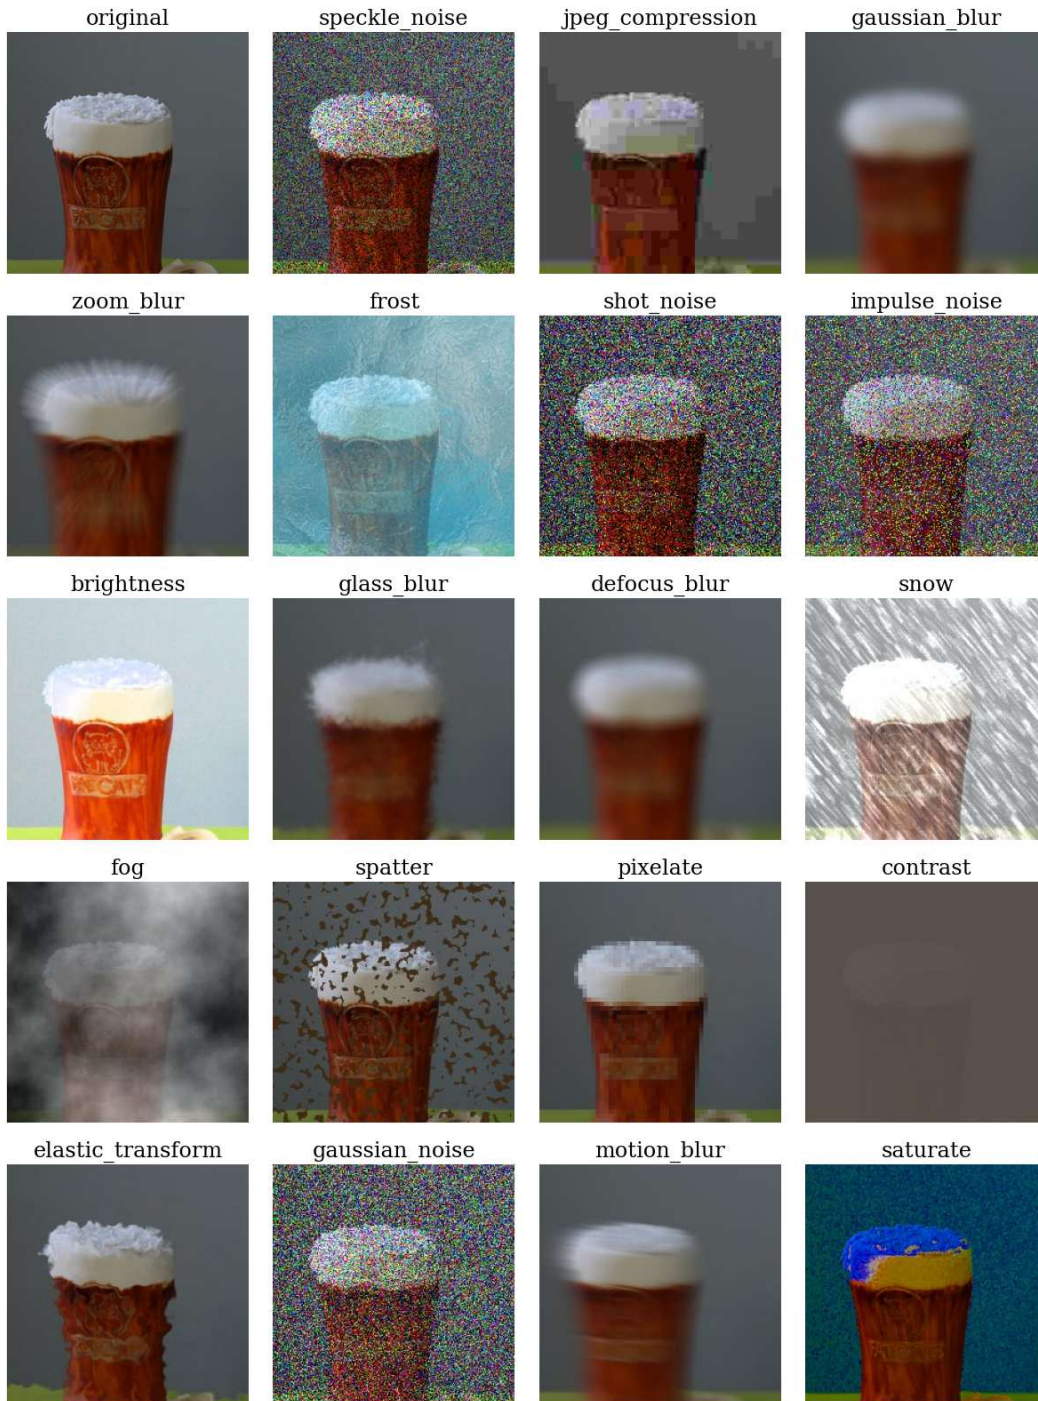 original speckle_noise jpeg_compression gaussian_blur
zoom_blur frost shot_noise impulse_noise
brightness glass_blur defocus_blur snow
fog spatter pixelate contrast
elastic_transform gaussian_noise motion_blur saturate